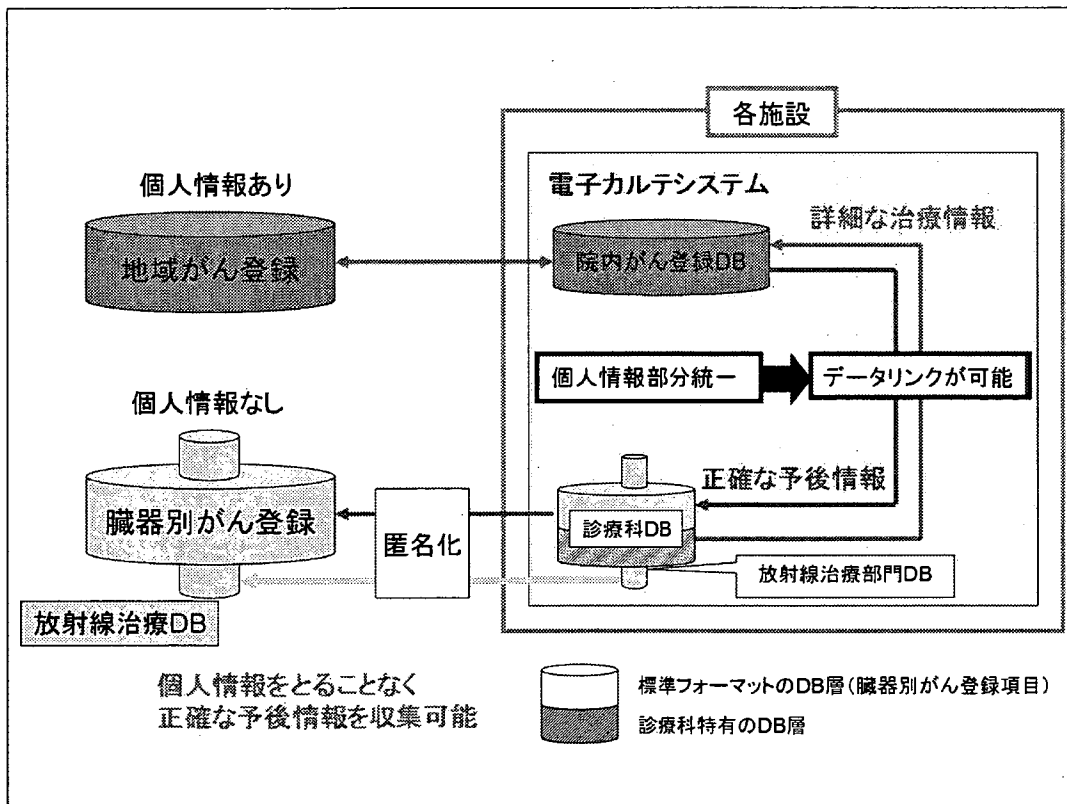 各施設
個人情報あり
電子カルテシステム
詳細な治療情報
地域がん登録
院内がん登録DB
個人情報部分統一
データリンクが可能
個人情報なし
正確な予後情報
臓器別がん登録
匿名化
診療科DB
放射線治療部門DB
放射線治療DB
個人情報をとることなく
正確な予後情報を収集可能
標準フォーマットのDB層(臓器別がん登録項目)
診療科特有のDB層